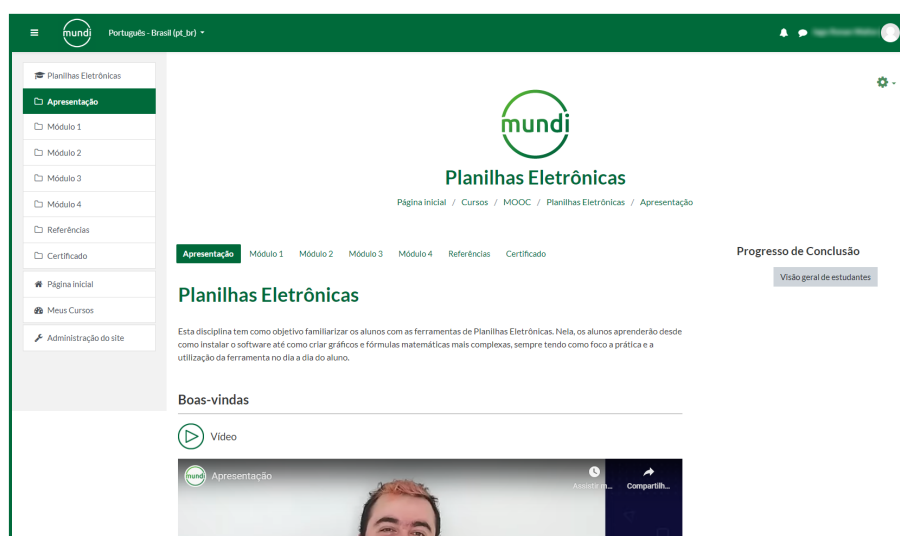 mundi
Português - Brasil (pt_br)
Planilhas Eletrônicas
Apresentação
Módulo 1
Módulo 2
Módulo 3
Módulo 4
Referências
Certificado
Página inicial
Meus Cursos
Administração do site
mundi
Planilhas Eletrônicas
Página inicial / Cursos / MOOC / Planilhas Eletrônicas / Apresentação
Apresentação Módulo 1 Módulo 2 Módulo 3 Módulo 4 Referências Certificado
Planilhas Eletrônicas
Esta disciplina tem como objetivo familiarizar os alunos com as ferramentas de Planilhas Eletrônicas. Nela, os alunos aprenderão desde
como instalar o software até como criar gráficos e fórmulas matemáticas mais complexas, sempre tendo como foco a prática e a
utilização da ferramenta no dia a dia do aluno.
Boas-vindas
Vídeo
mundi Apresentação
Assistir m... Compartilh...
Progresso de Conclusão
Visão geral de estudantes